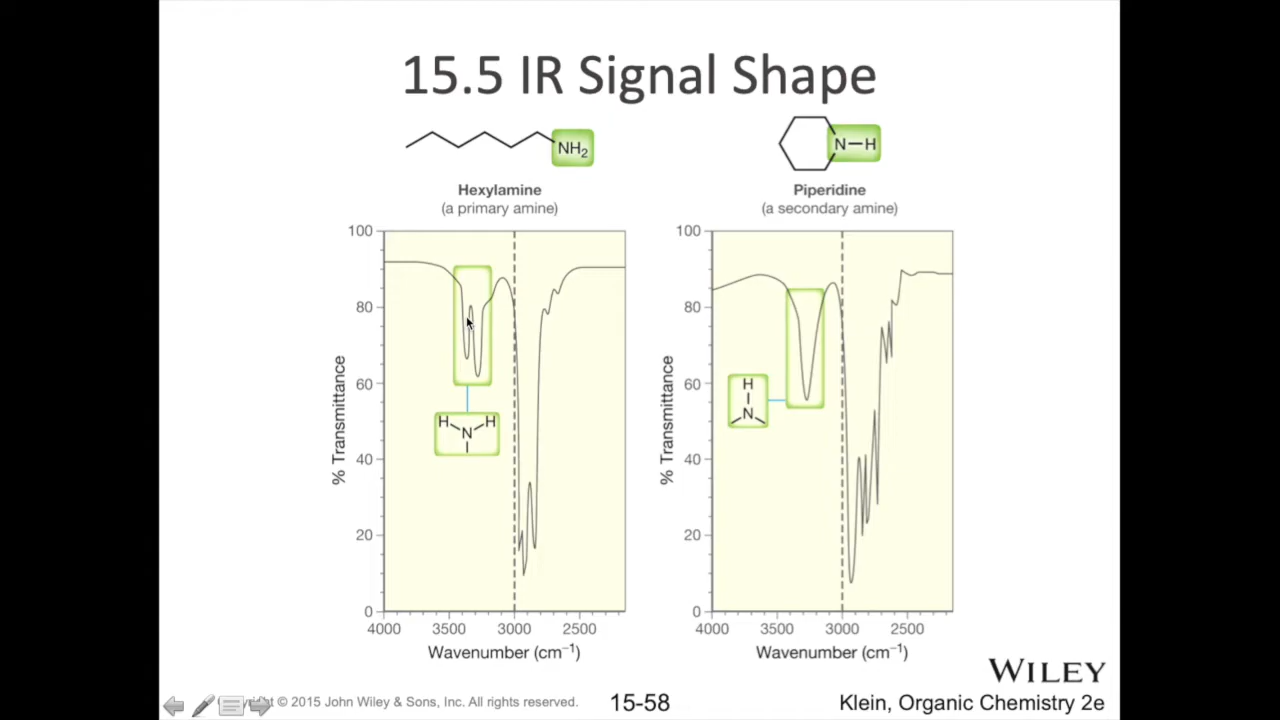 15.5 IR Signal Shape
NH₂
Hexylamine
(a primary amine)
N—H
Piperidine
(a secondary amine)
100
80
60
40
20
0
% Transmittance
H H
N
4000 3500 3000 2500
Wavenumber (cm⁻¹)
100
80
60
40
20
0
% Transmittance
H
N
4000 3500 3000 2500
Wavenumber (cm⁻¹)
WILEY
© 2015 John Wiley & Sons, Inc. All rights reserved.
15-58
Klein, Organic Chemistry 2e